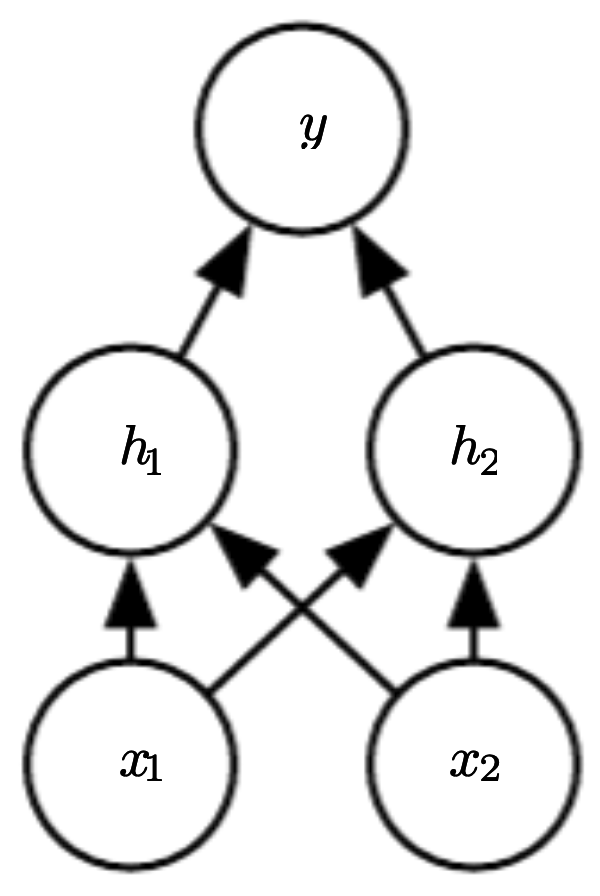 y
h₁ h₂
x₁ x₂